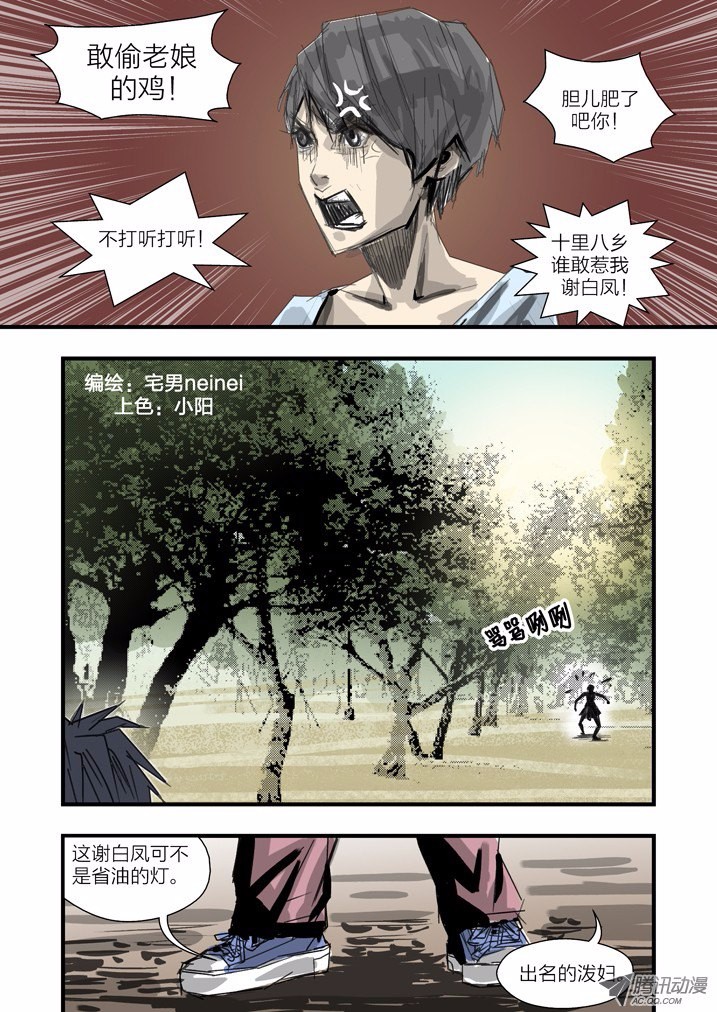 敢偷老娘
的鸡！
胆儿肥了
吧你！
不打听打听！
十里八乡
谁敢惹我
谢白凤！
编绘：宅男neinei
上色：小阳
骂骂咧咧
这谢白凤可不
是省油的灯。
出名的泼妇
腾讯动漫
AC.QQ.COM